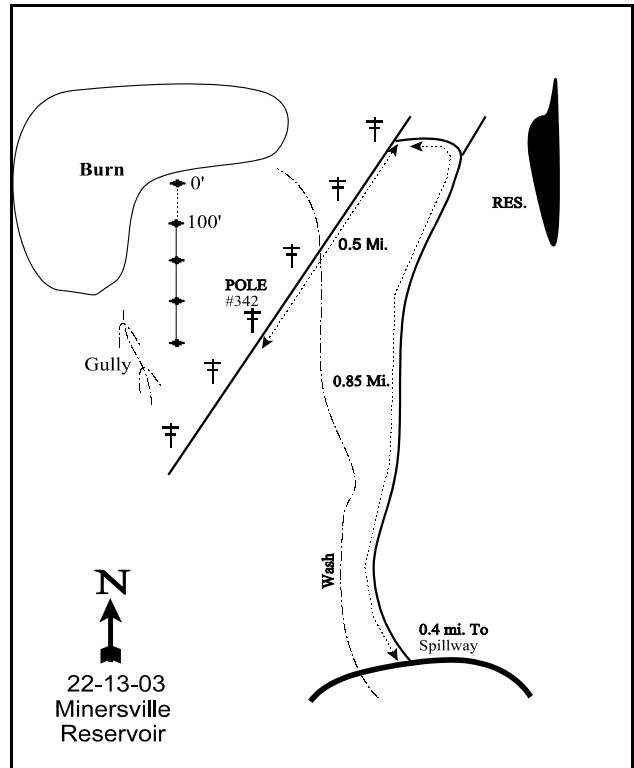 Burn
0'
100'
RES.
0.5 Mi.
POLE
#342
Gully
0.85 Mi.
Wash
N
0.4 mi. To
Spillway
22-13-03
Minersville
Reservoir